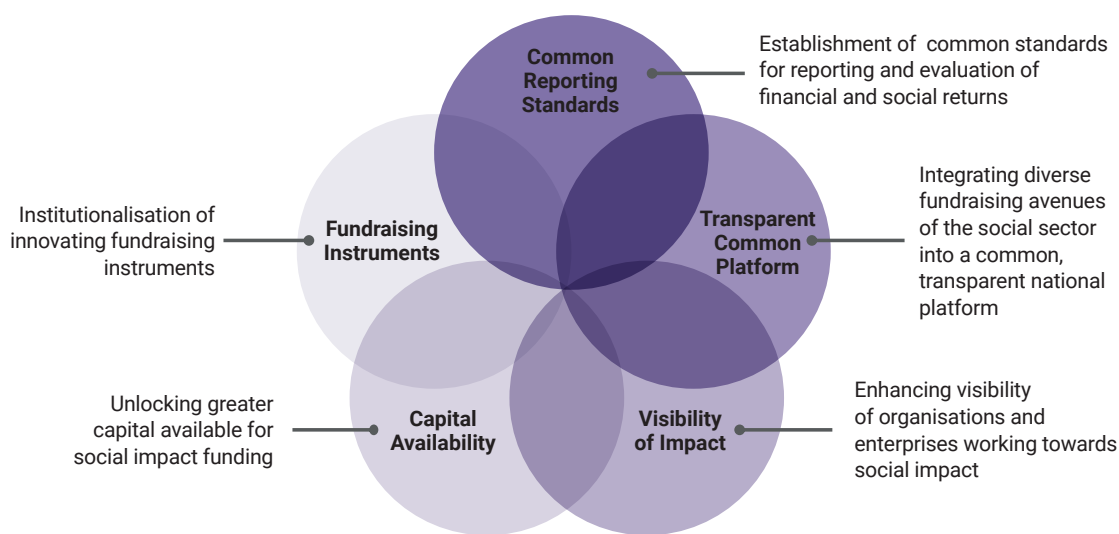 Common
Reporting
Standards
Establishment of common standards
for reporting and evaluation of
financial and social returns
Transparent
Common
Platform
Integrating diverse
fundraising avenues
of the social sector
into a common,
transparent national
platform
Fundraising
Instruments
Institutionalisation of
innovating fundraising
instruments
Capital
Availability
Unlocking greater
capital available for
social impact funding
Visibility
of Impact
Enhancing visibility
of organisations and
enterprises working towards
social impact